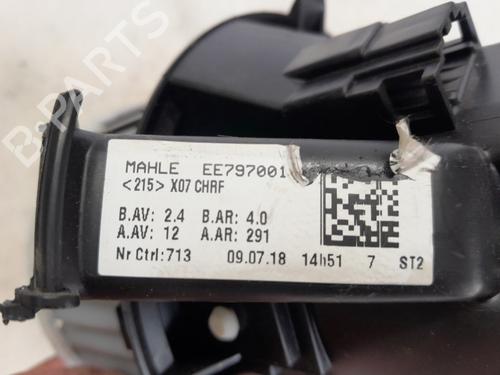 B-PARTS
MAHLE EE797001
<215> X07 CHRF
B.AV: 2.4 B.AR: 4.0
A.AV: 12 A.AR: 291
Nr Ctrl:713 09.07.18 14h51 7 ST2